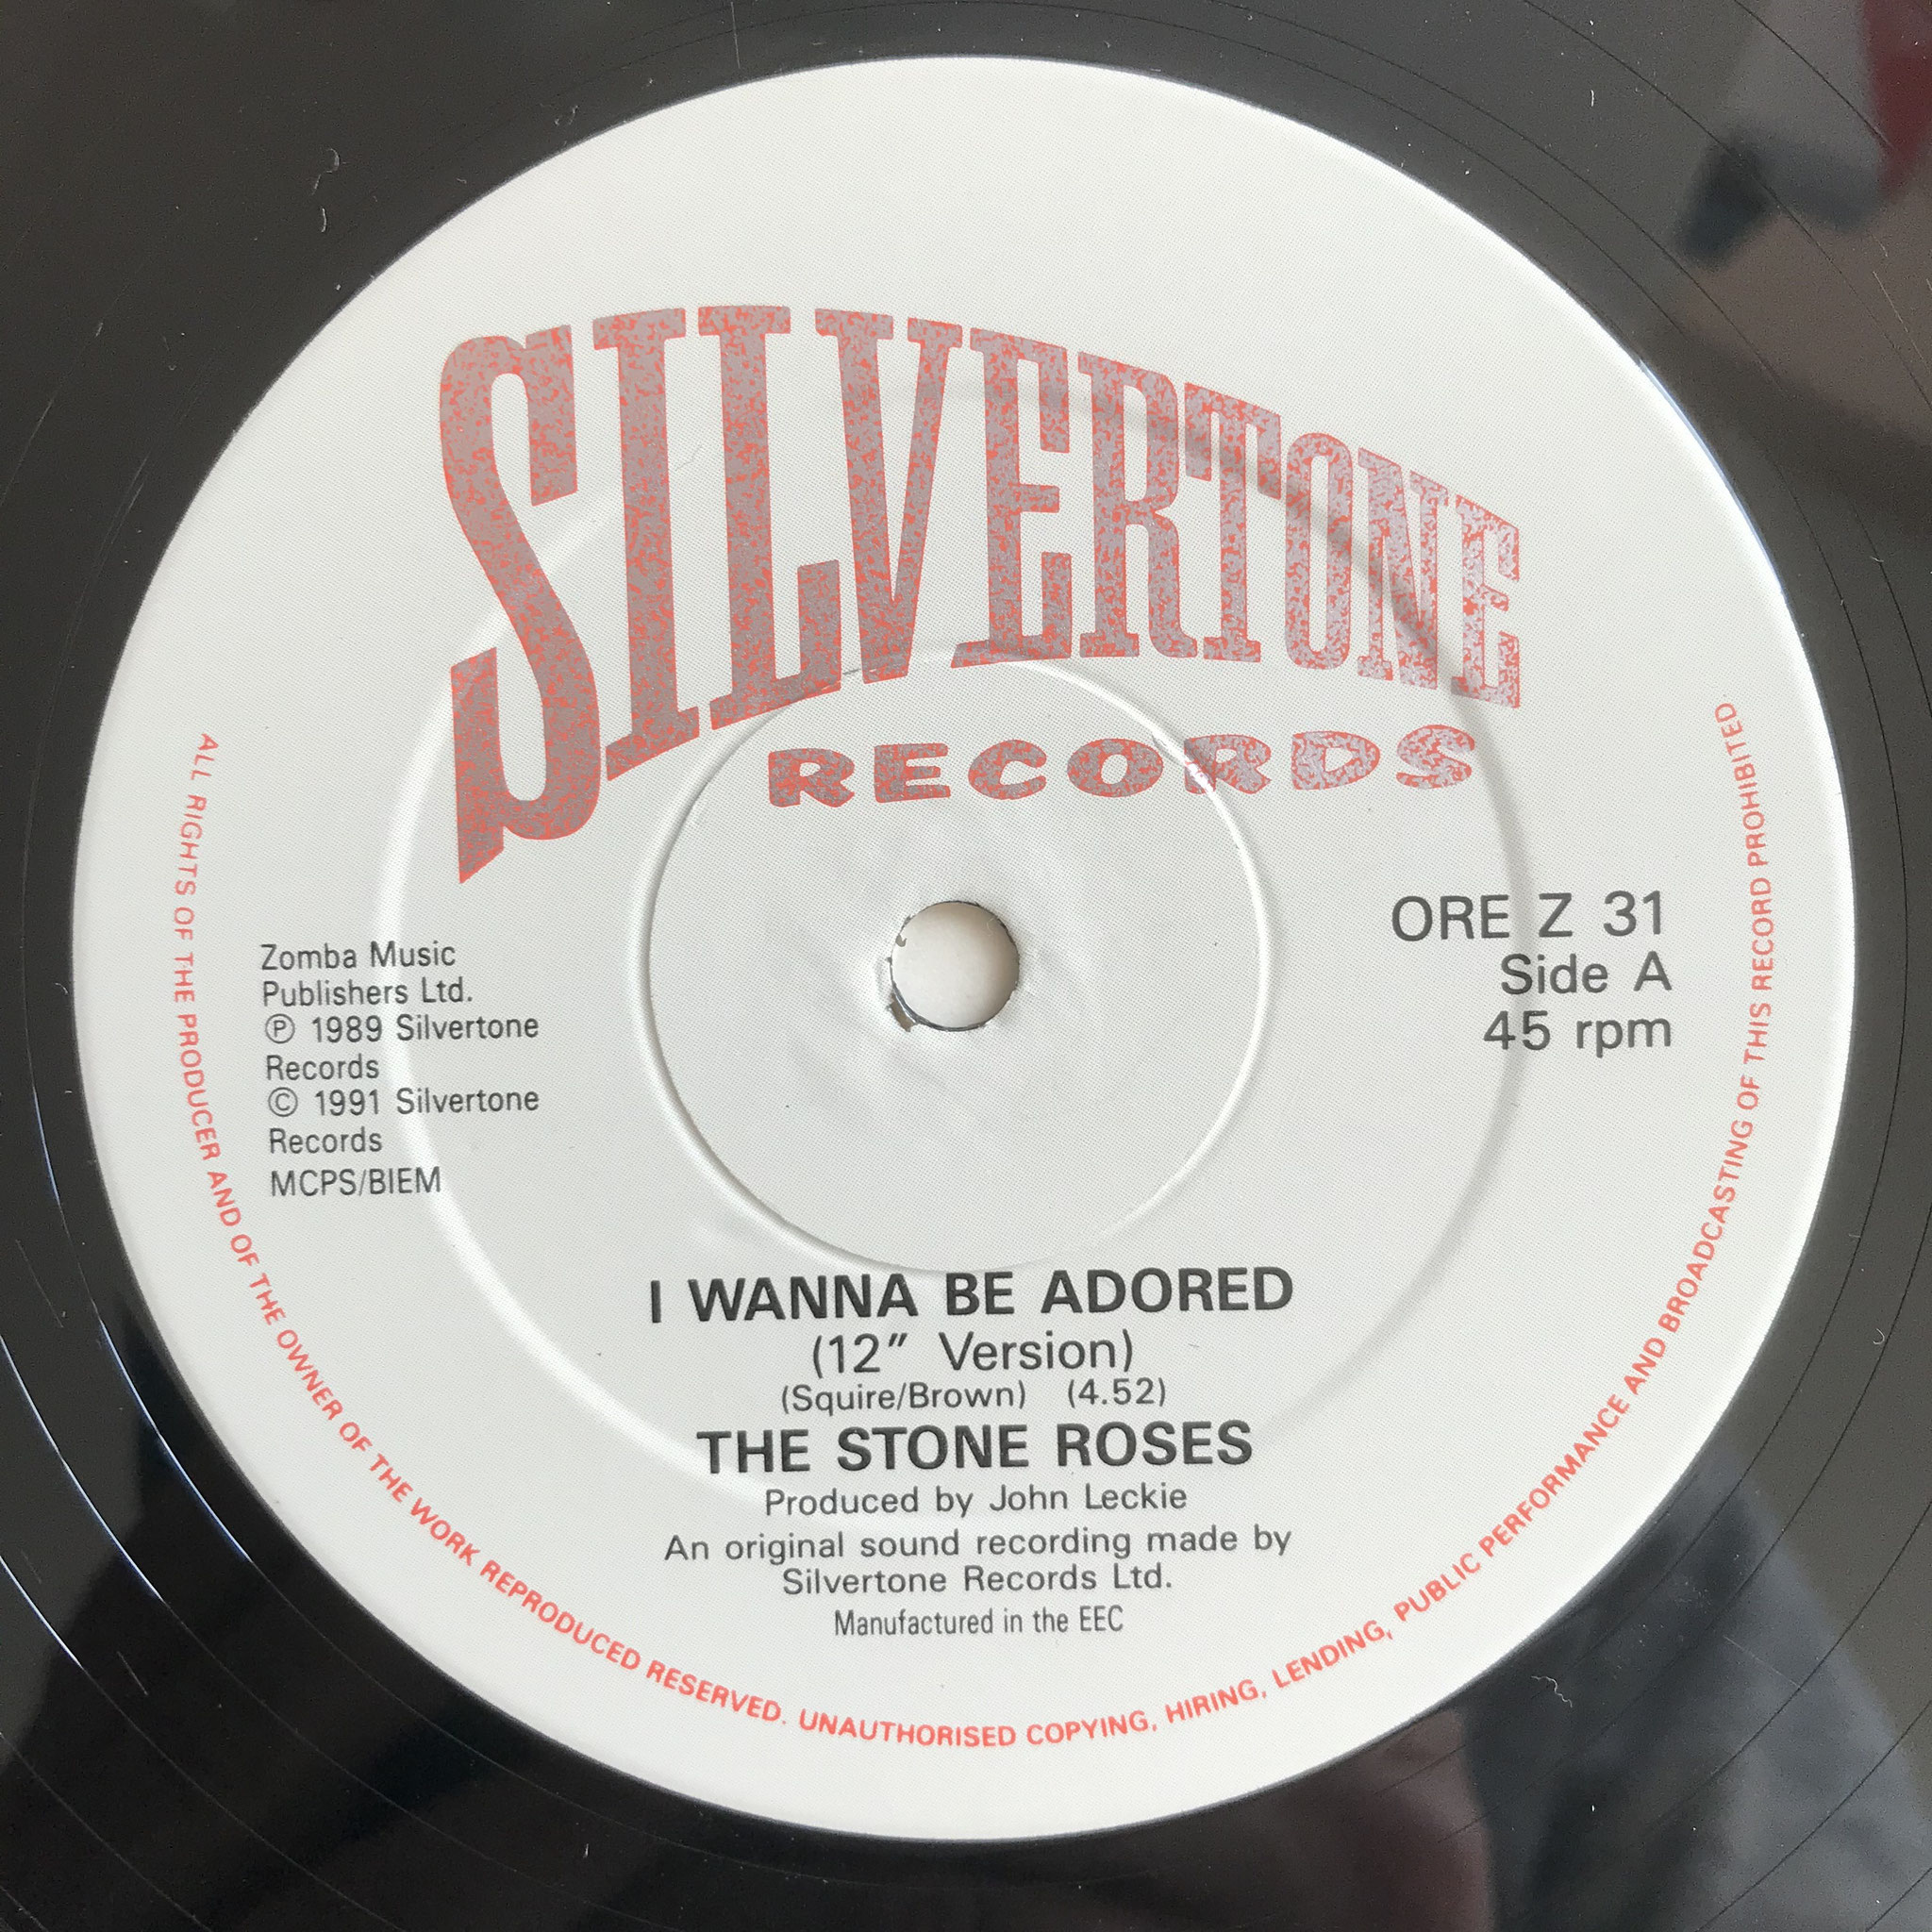 SILVERTONE
RECORDS
ORE Z 31
Side A
45 rpm
Zomba Music
Publishers Ltd.
Ⓟ 1989 Silvertone
Records
© 1991 Silvertone
Records
MCPS/BIEM
I WANNA BE ADORED
(12" Version)
(Squire/Brown) (4.52)
THE STONE ROSES
Produced by John Leckie
An original sound recording made by
Silvertone Records Ltd.
Manufactured in the EEC
ALL RIGHTS OF THE PRODUCER AND OF THE OWNER OF THE WORK REPRODUCED RESERVED. UNAUTHORISED COPYING, HIRING, LENDING, PUBLIC PERFORMANCE AND BROADCASTING OF THIS RECORD PROHIBITED